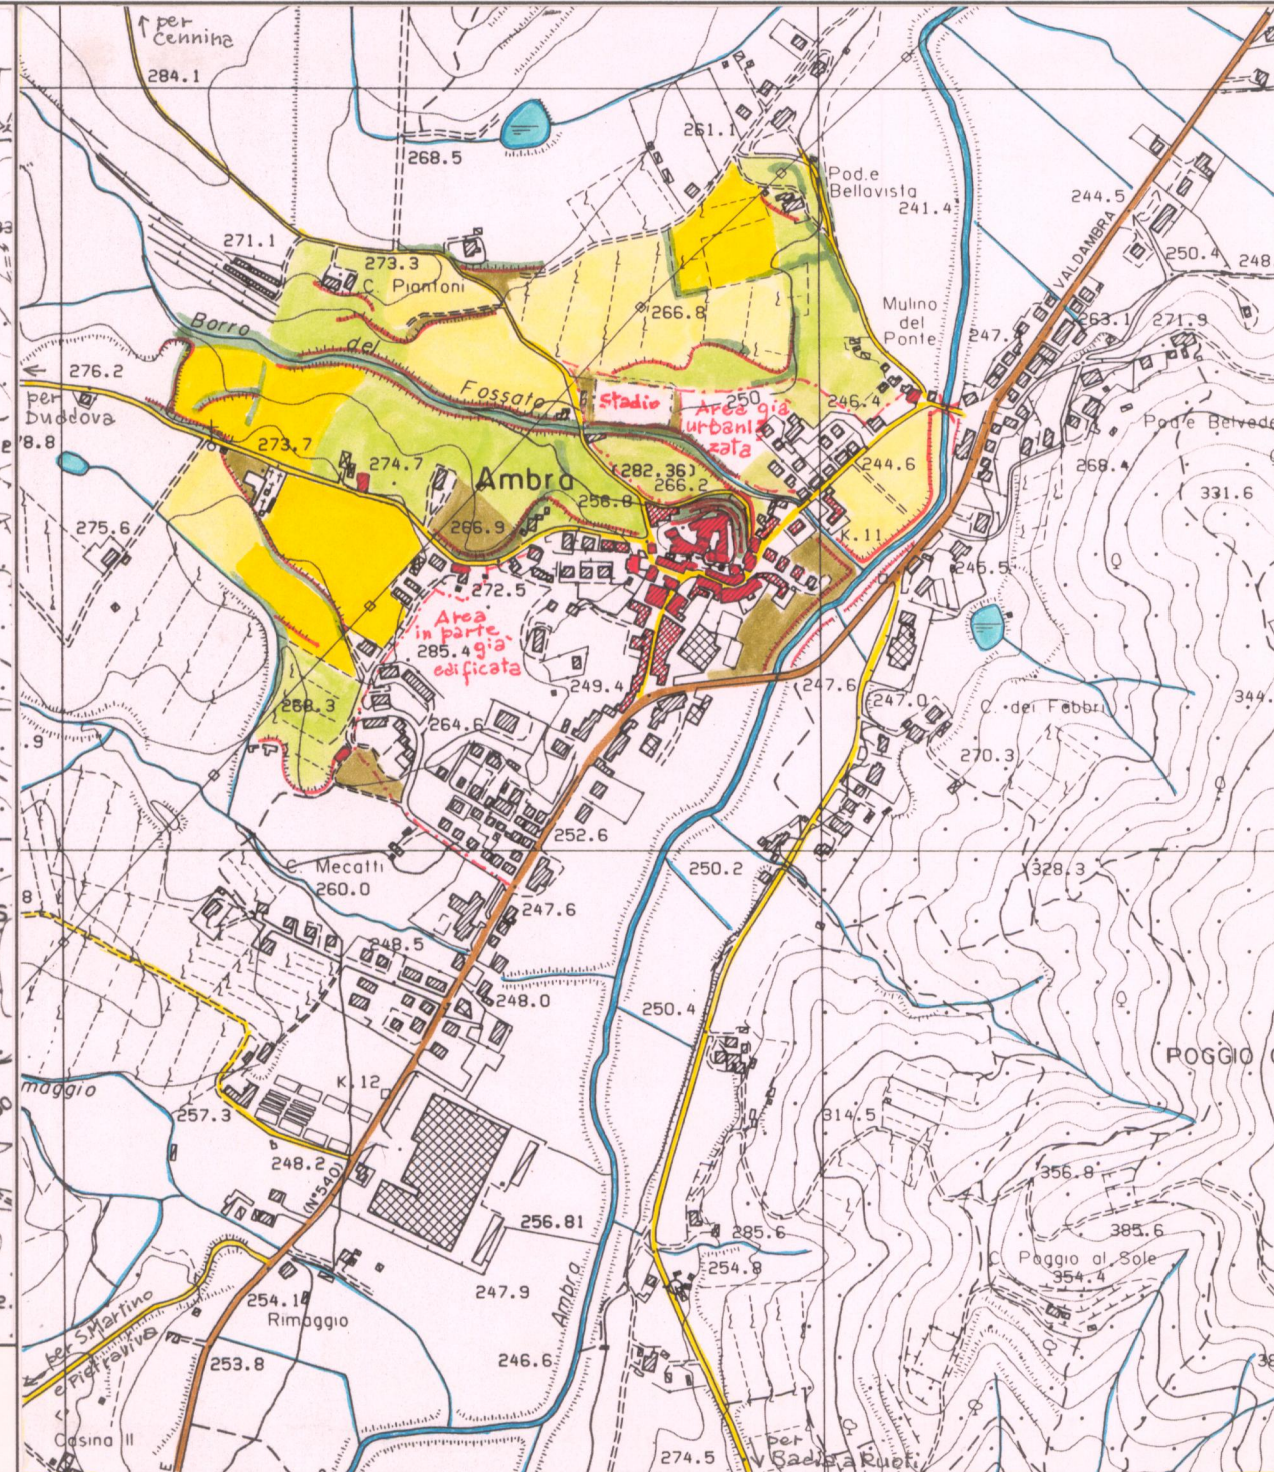 ↑ per
Cennina
284.1
268.5
261.1
Pod.e
Bellavista
241.4
244.5
VALDAMBRA
250.4
248
271.1
273.3
C. Piantoni
266.8
Mulino
del
Ponte
247.
263.1
271.9
Borro
del
Fossato
276.2
per
Duddova
Stadio
250
Area già
urbaniz
zata
246.4
Pod.e Belvede
273.7
274.7
Ambra
(282.36)
266.2
244.6
268.4
331.6
256.8
275.6
266.9
K.11
245.5
272.5
Area
in parte
285.4 già
edificata
249.4
247.6
247.0
C. dei Fabbri
344.
268.3
264.6
270.3
.9
252.6
C. Mecatti
260.0
250.2
328.3
8
247.6
248.5
248.0
250.4
POGGIO
K.12
maggio
257.3
314.5
248.2
(N°540)
356.8
256.81
285.6
385.6
254.8
C. Poggio al Sole
354.4
247.9
Ambra
254.1
Rimaggio
per S.Martino
e Pietraviva
253.8
246.6
38
Casina II
274.5
per
Badia a Ruoti